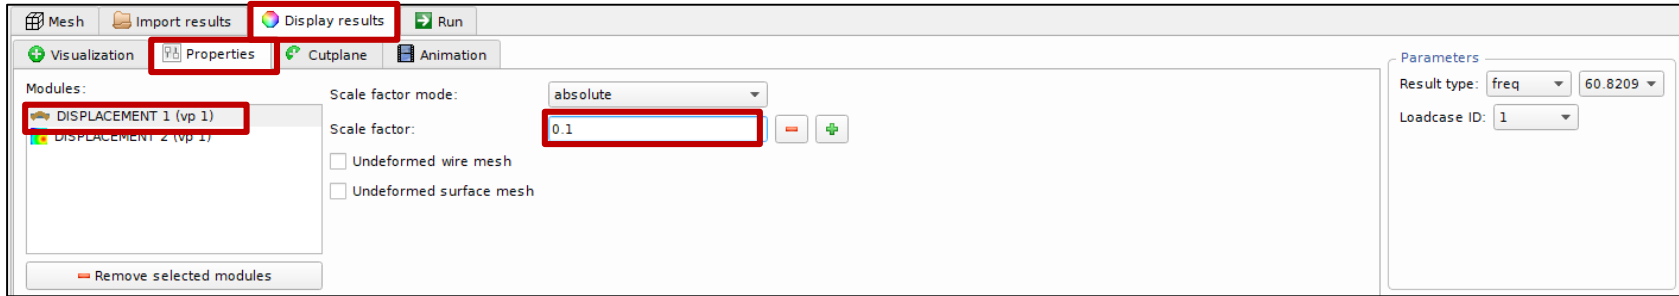 Mesh Import results Display results Run
Visualization Properties Cutplane Animation
Modules:
DISPLACEMENT 1 (vp 1)
DISPLACEMENT 2 (vp 1)
Remove selected modules
Scale factor mode: absolute
Scale factor: 0.1
Undeformed wire mesh
Undeformed surface mesh
Parameters
Result type: freq 60.8209
Loadcase ID: 1